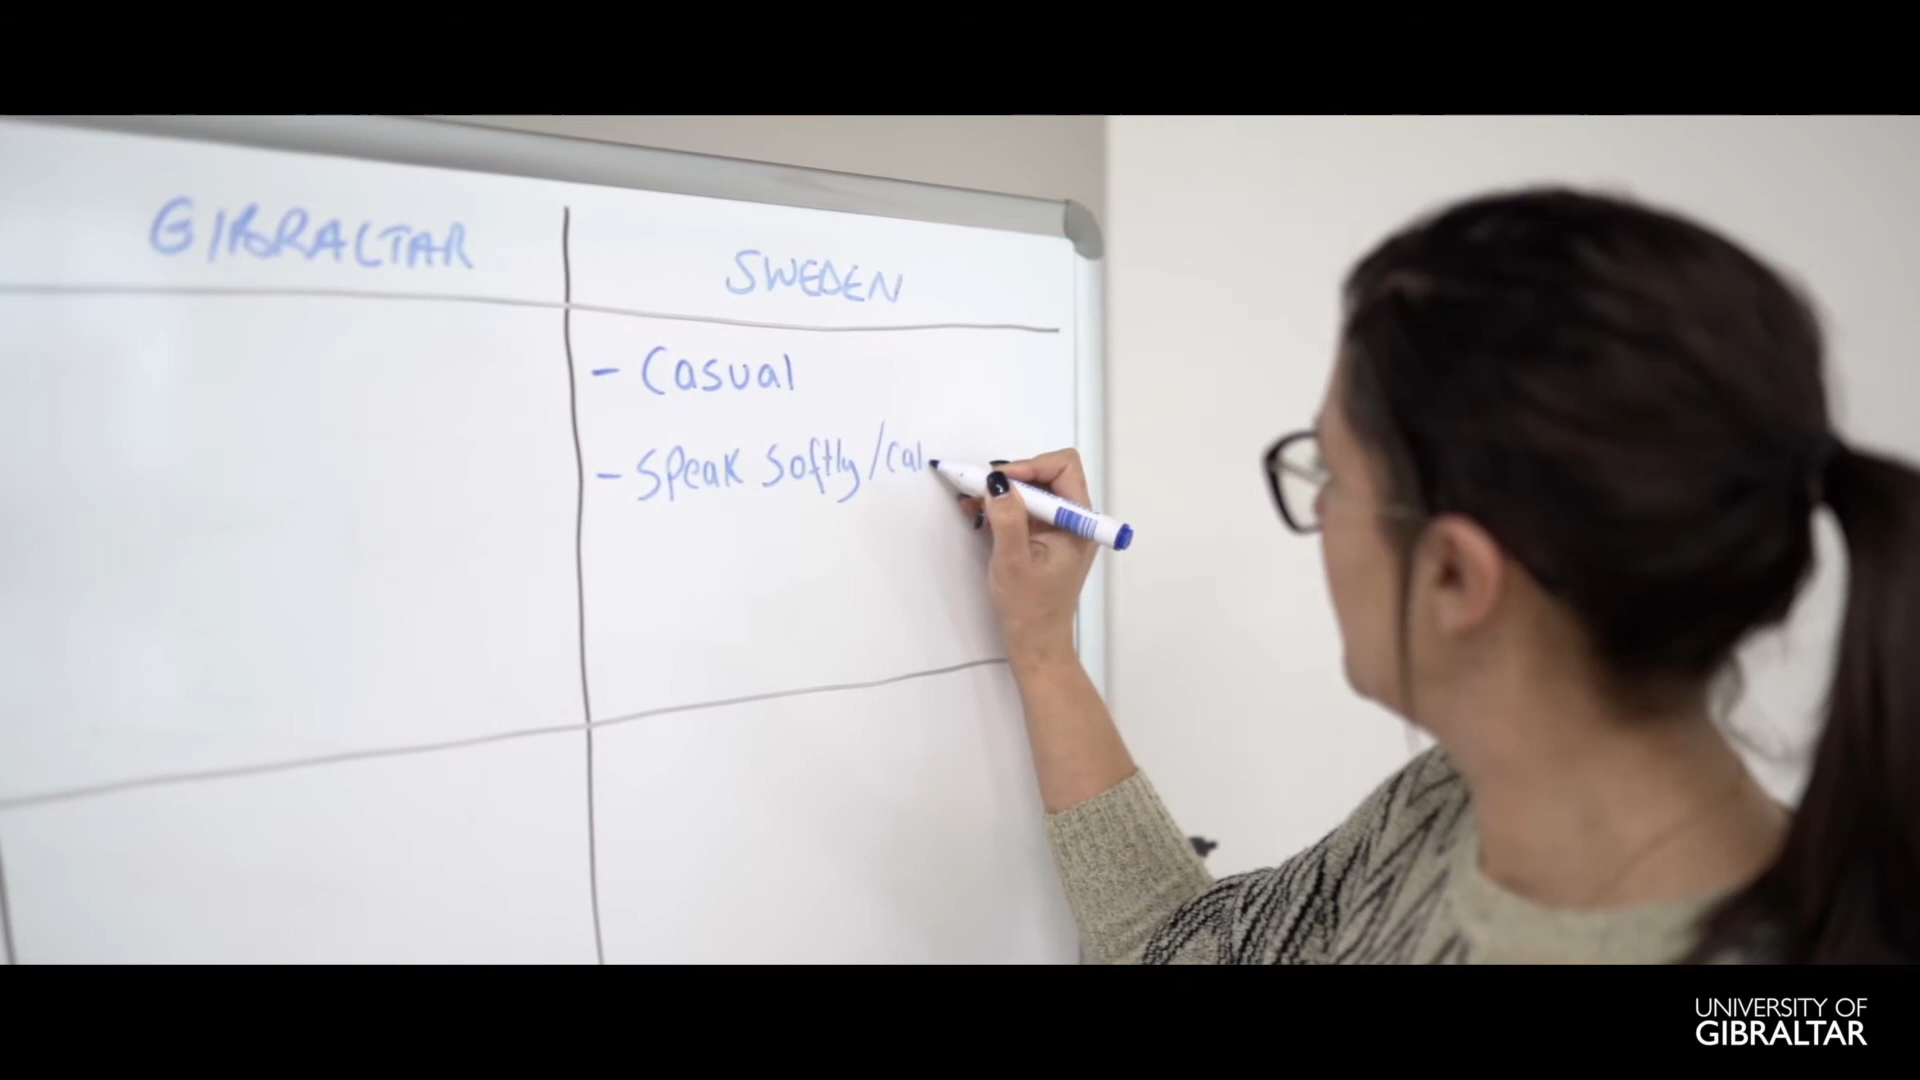 GIBRALTAR
SWEDEN
- Casual
- Speak Softly / Cal
UNIVERSITY OF
GIBRALTAR